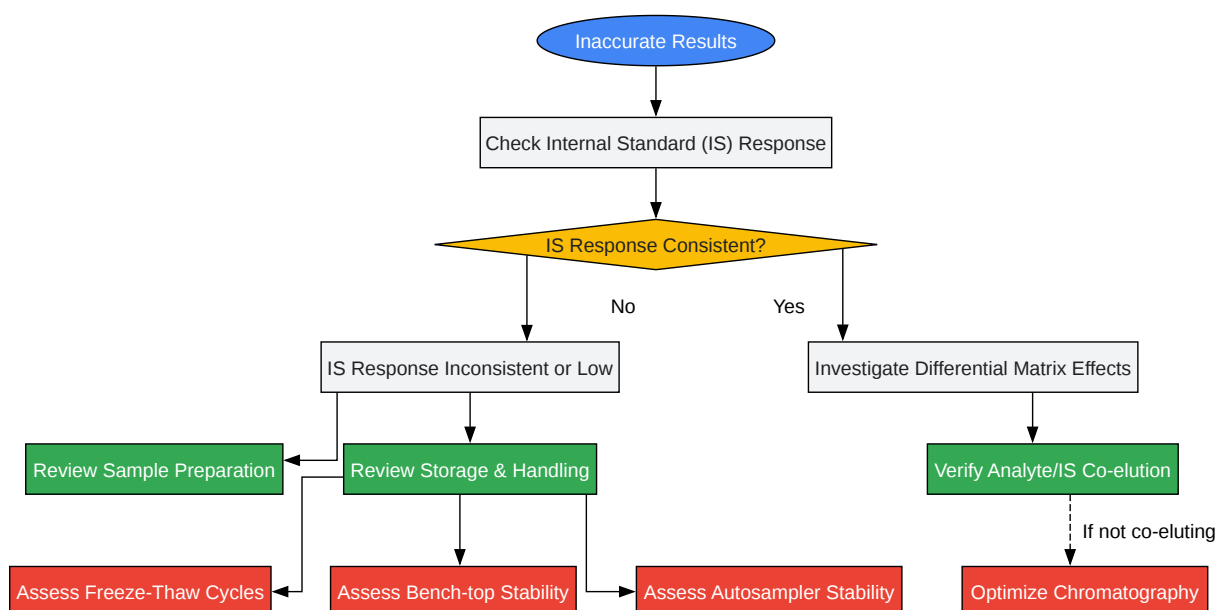 Inaccurate Results
Check Internal Standard (IS) Response
IS Response Consistent?
No
Yes
IS Response Inconsistent or Low
Investigate Differential Matrix Effects
Review Sample Preparation
Review Storage & Handling
Verify Analyte/IS Co-elution
If not co-eluting
Assess Freeze-Thaw Cycles
Assess Bench-top Stability
Assess Autosampler Stability
Optimize Chromatography